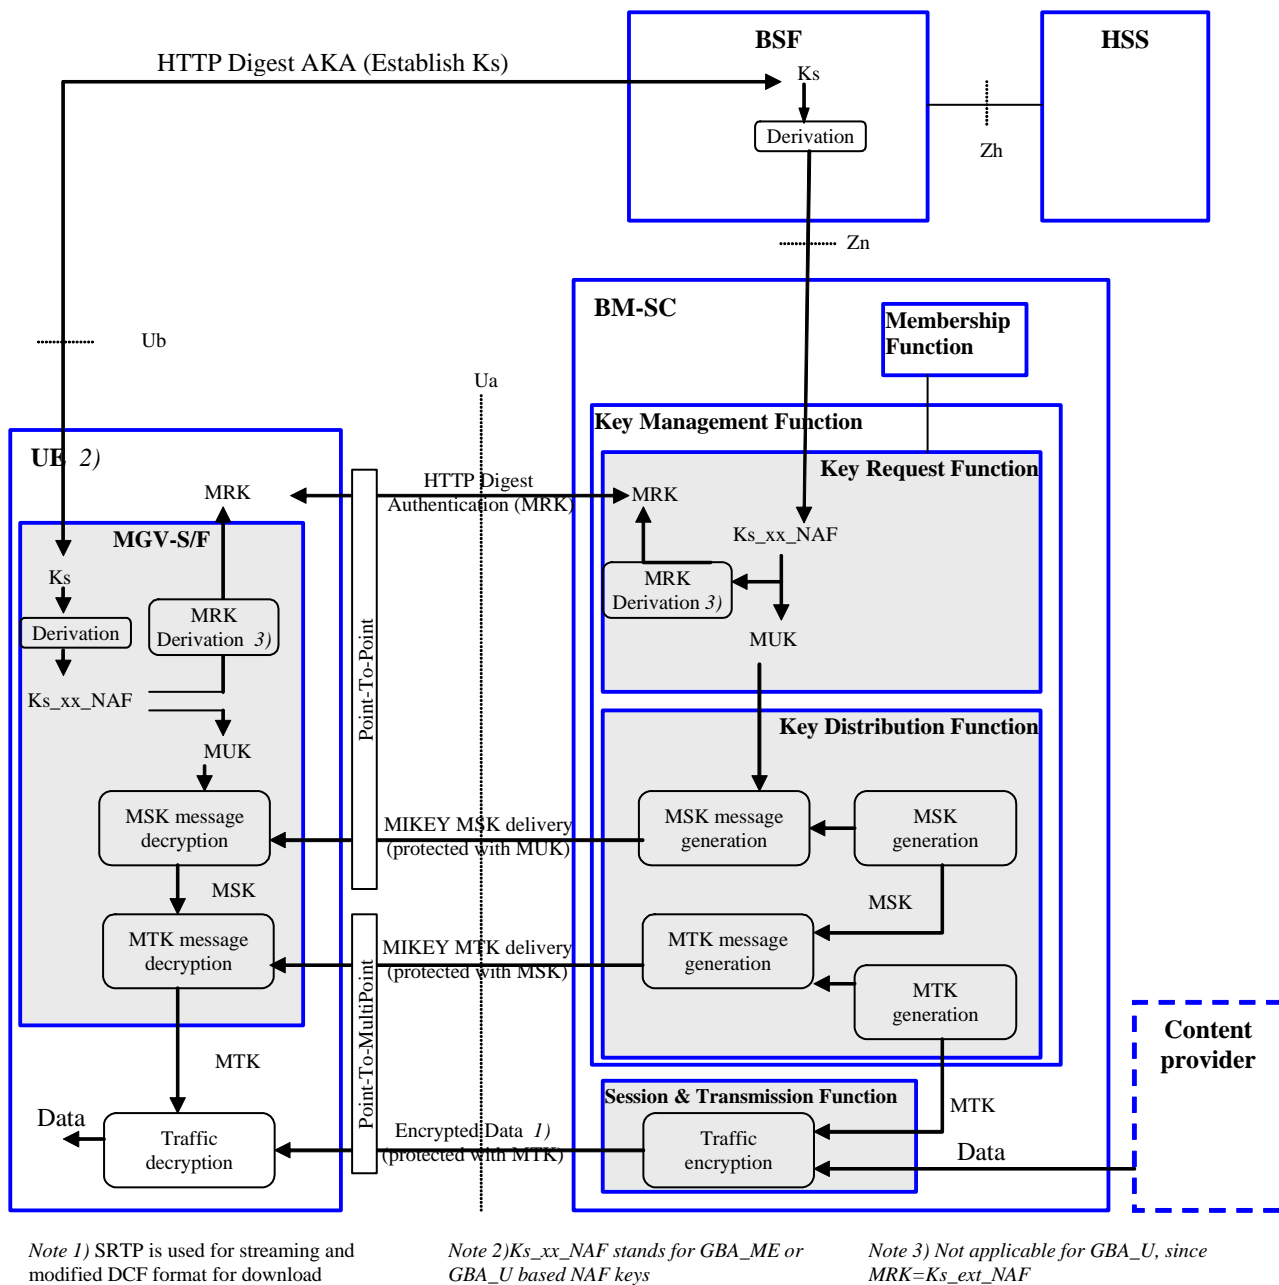 BSF
HSS
HTTP Digest AKA (Establish Ks)
Ks
Derivation
Zh
Zn
BM-SC
Membership
Function
Ub
Ua
Key Management Function
UE 2)
Key Request Function
MRK
HTTP Digest
Authentication (MRK)
MRK
MGV-S/F
Ks_xx_NAF
Ks
MRK
Derivation 3)
Derivation
MRK
Derivation 3)
MUK
Ks_xx_NAF
Point-To-Point
MUK
Key Distribution Function
MSK message
decryption
MIKEY MSK delivery
(protected with MUK)
MSK message
generation
MSK
generation
MSK
MSK
MTK message
decryption
MIKEY MTK delivery
(protected with MSK)
MTK message
generation
MTK
generation
Point-To-MultiPoint
Content
provider
MTK
Session & Transmission Function
MTK
Data
Traffic
decryption
Encrypted Data 1)
(protected with MTK)
Traffic
encryption
Data
Note 1) SRTP is used for streaming and
modified DCF format for download
Note 2)Ks_xx_NAF stands for GBA_ME or
GBA_U based NAF keys
Note 3) Not applicable for GBA_U, since
MRK=Ks_ext_NAF